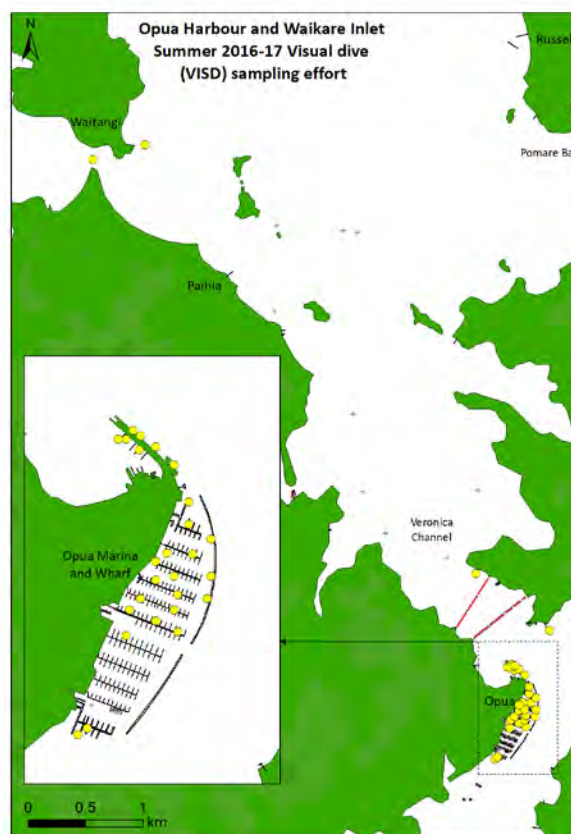 N
Opua Harbour and Waikare Inlet
Summer 2016-17 Visual dive
(VISD) sampling effort
Russel
Waitangi
Pomare Ba
Paihia
Veronica
Channel
Opua Marina
and Wharf
Opua
0 0.5 1
km